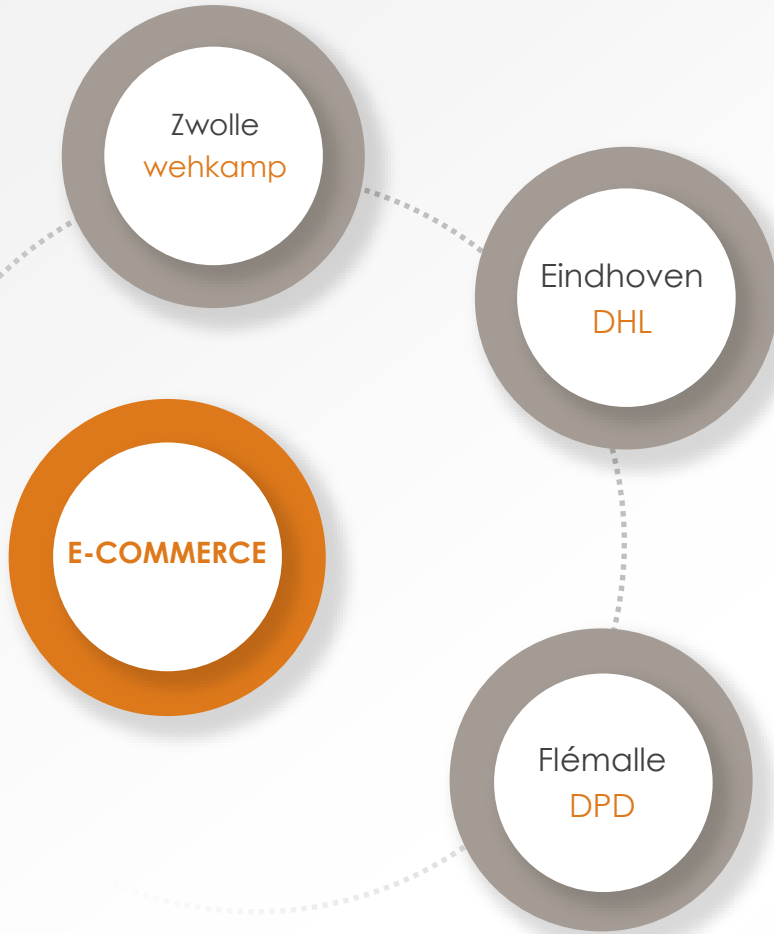 Zwolle
wehkamp
Eindhoven
DHL
E-COMMERCE
Flémalle
DPD